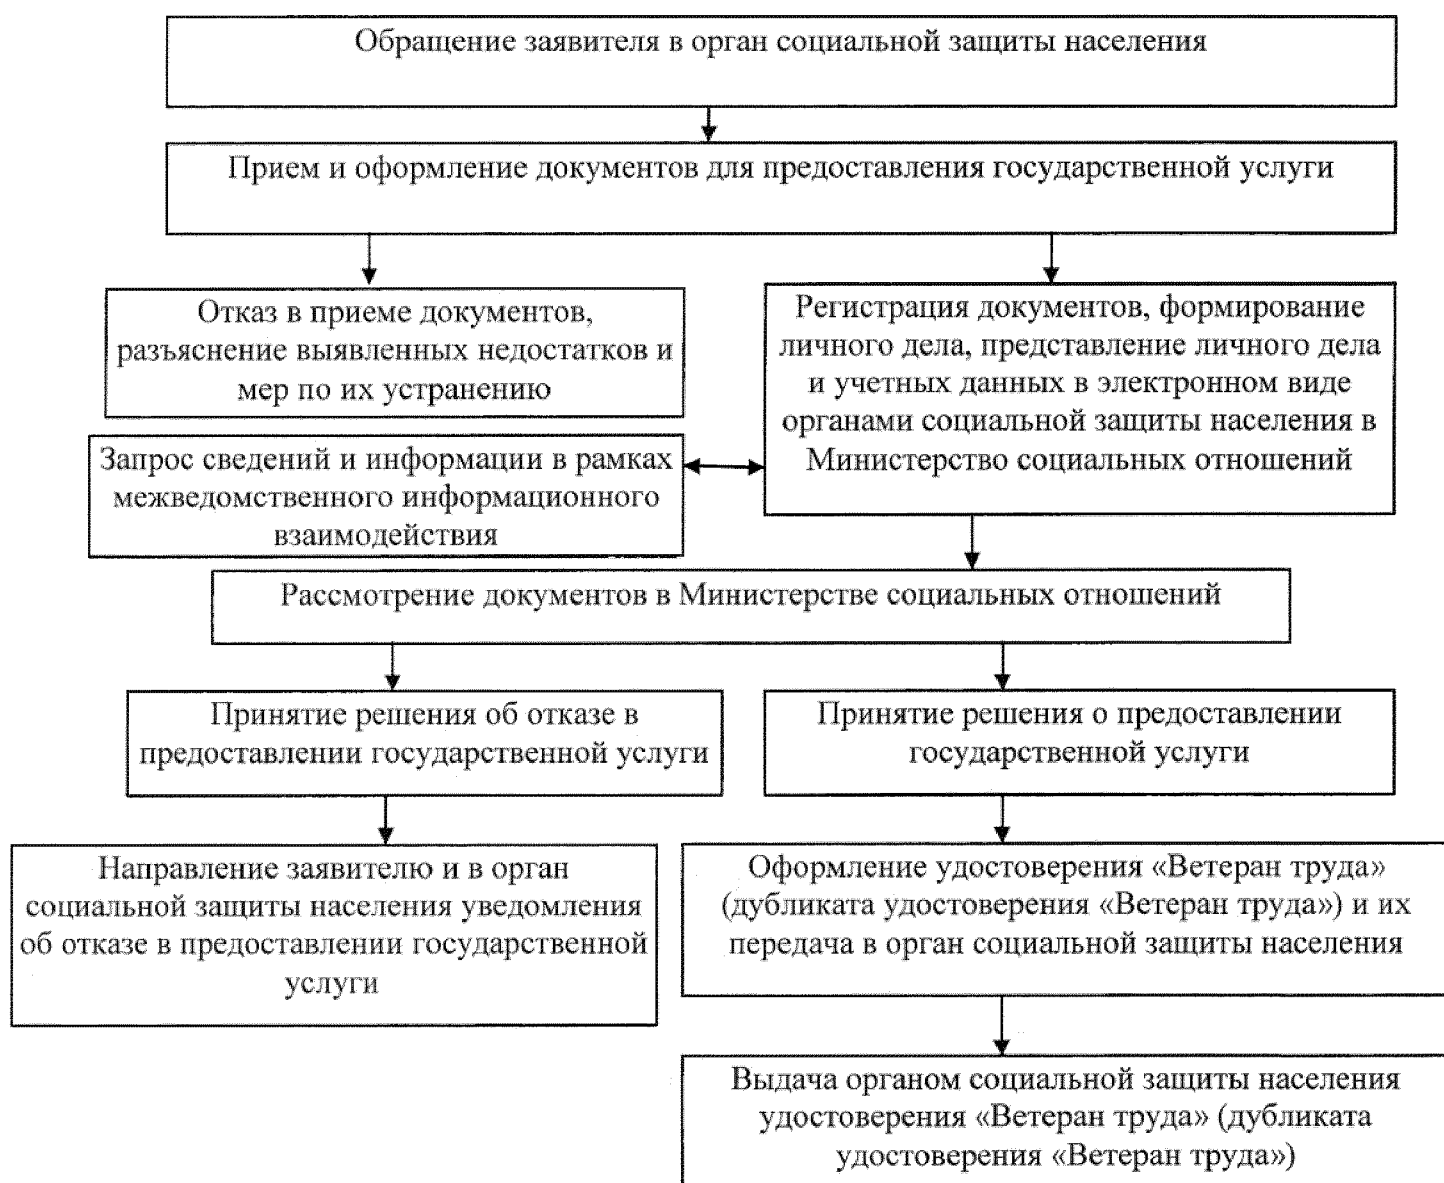 Обращение заявителя в орган социальной защиты населения
Прием и оформление документов для предоставления государственной услуги
Отказ в приеме документов,
разъяснение выявленных недостатков и
мер по их устранению
Регистрация документов, формирование
личного дела, представление личного дела
и учетных данных в электронном виде
органами социальной защиты населения в
Министерство социальных отношений
Запрос сведений и информации в рамках
межведомственного информационного
взаимодействия
Рассмотрение документов в Министерстве социальных отношений
Принятие решения об отказе в
предоставлении государственной услуги
Принятие решения о предоставлении
государственной услуги
Направление заявителю и в орган
социальной защиты населения уведомления
об отказе в предоставлении государственной
услуги
Оформление удостоверения «Ветеран труда»
(дубликата удостоверения «Ветеран труда») и их
передача в орган социальной защиты населения
Выдача органом социальной защиты населения
удостоверения «Ветеран труда» (дубликата
удостоверения «Ветеран труда»)